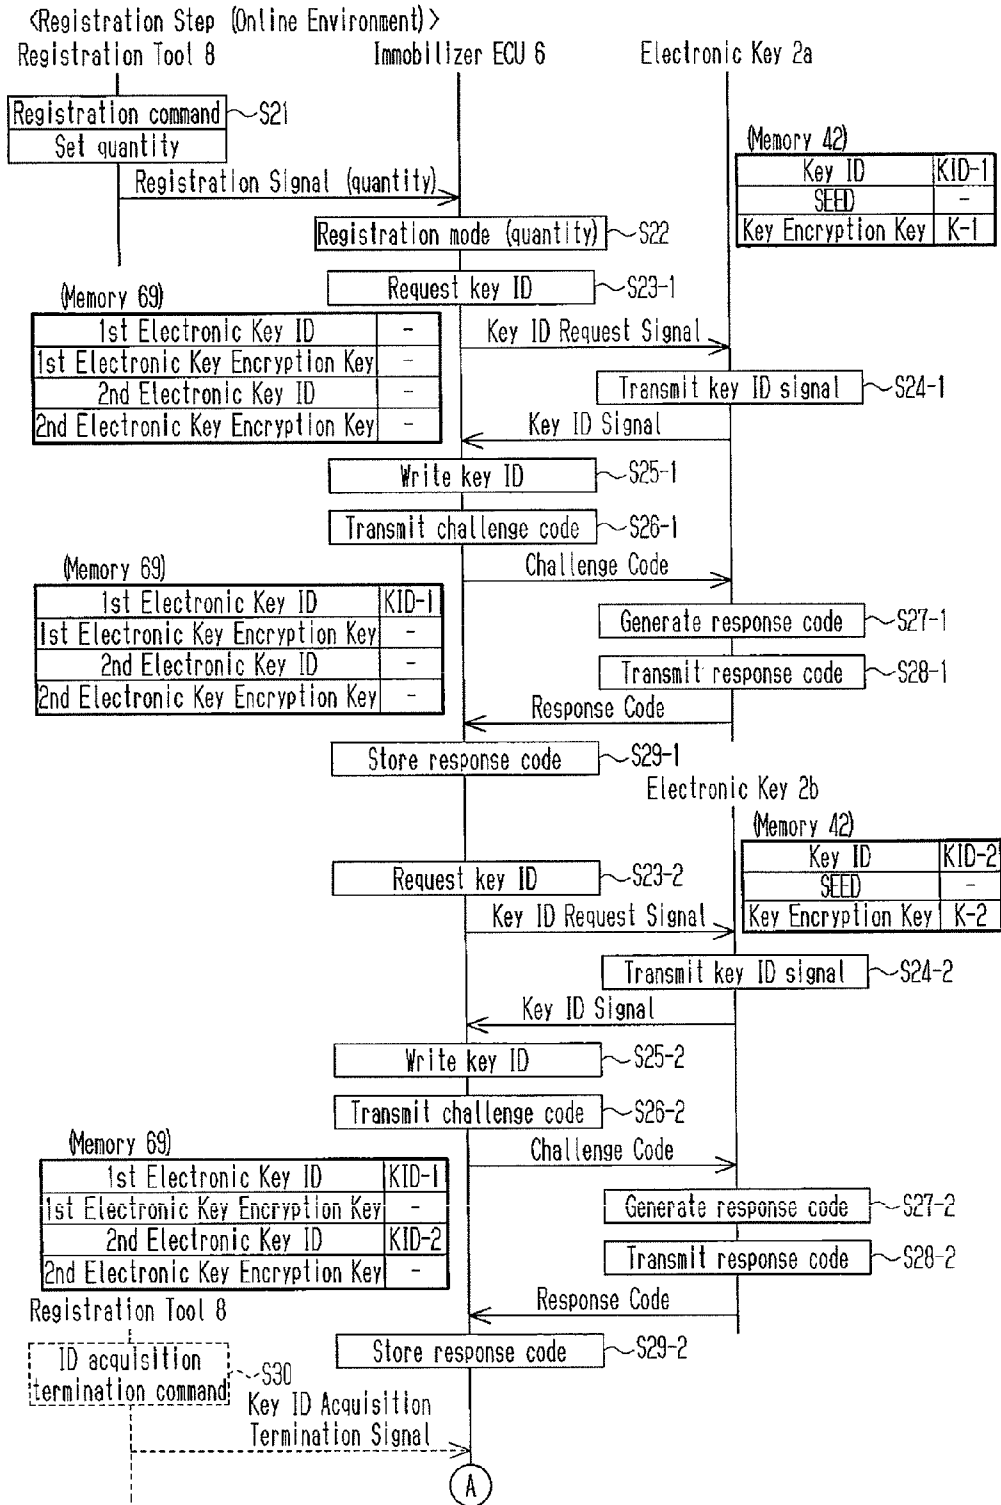 <Registration Step (Online Environment)>
Registration Tool 8
Immobilizer ECU 6
Electronic Key 2a
Registration command
S21
Set quantity
Registration Signal (quantity)
(Memory 42)
Key ID KID-1
SEED -
Key Encryption Key K-1
Registration mode (quantity)
S22
Request key ID
S23-1
(Memory 69)
1st Electronic Key ID -
1st Electronic Key Encryption Key -
2nd Electronic Key ID -
2nd Electronic Key Encryption Key -
Key ID Request Signal
Transmit key ID signal
S24-1
Key ID Signal
Write key ID
S25-1
Transmit challenge code
S26-1
Challenge Code
(Memory 69)
1st Electronic Key ID KID-1
1st Electronic Key Encryption Key -
2nd Electronic Key ID -
2nd Electronic Key Encryption Key -
Generate response code
S27-1
Transmit response code
S28-1
Response Code
Store response code
S29-1
Electronic Key 2b
(Memory 42)
Key ID KID-2
SEED -
Key Encryption Key K-2
Request key ID
S23-2
Key ID Request Signal
Transmit key ID signal
S24-2
Key ID Signal
Write key ID
S25-2
Transmit challenge code
S26-2
Challenge Code
(Memory 69)
1st Electronic Key ID KID-1
1st Electronic Key Encryption Key -
2nd Electronic Key ID KID-2
2nd Electronic Key Encryption Key -
Generate response code
S27-2
Transmit response code
S28-2
Response Code
Registration Tool 8
Store response code
S29-2
ID acquisition
termination command
S30
Key ID Acquisition
Termination Signal
A